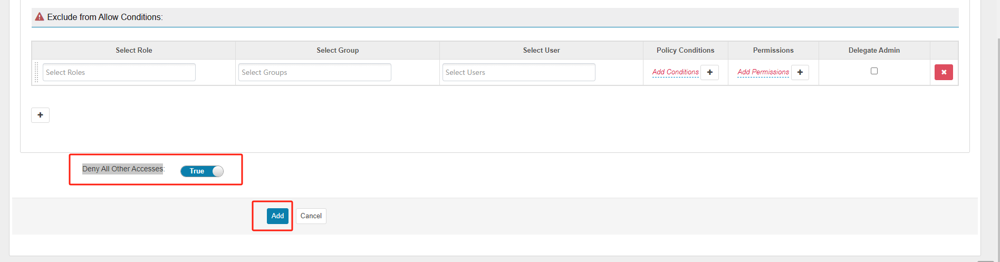 Exclude from Allow Conditions:
Select Role Select Group Select User Policy Conditions Permissions Delegate Admin
Select Roles Select Groups Select Users Add Conditions + Add Permissions +
+
Deny All Other Accesses: True
Add Cancel